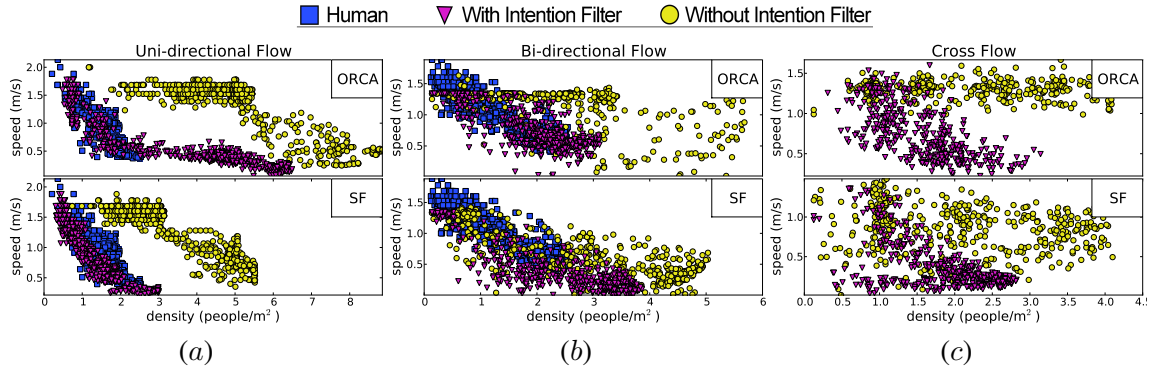 Human With Intention Filter Without Intention Filter
Uni-directional Flow Bi-directional Flow Cross Flow
ORCA ORCA ORCA
speed (m/s) speed (m/s) speed (m/s)
2.0 1.5 1.0 0.5
1.5 1.0 0.5
1.5 1.0 0.5
SF SF SF
speed (m/s) speed (m/s) speed (m/s)
2.0 1.5 1.0 0.5
1.5 1.0 0.5 0
1.0 0.5 0
0 1 2 3 4 5 6 7 8
0 1 2 3 4 5 6
0.0 0.5 1.0 1.5 2.0 2.5 3.0 3.5 4.0 4.5
density (people/m²) density (people/m²) density (people/m²)
(a) (b) (c)